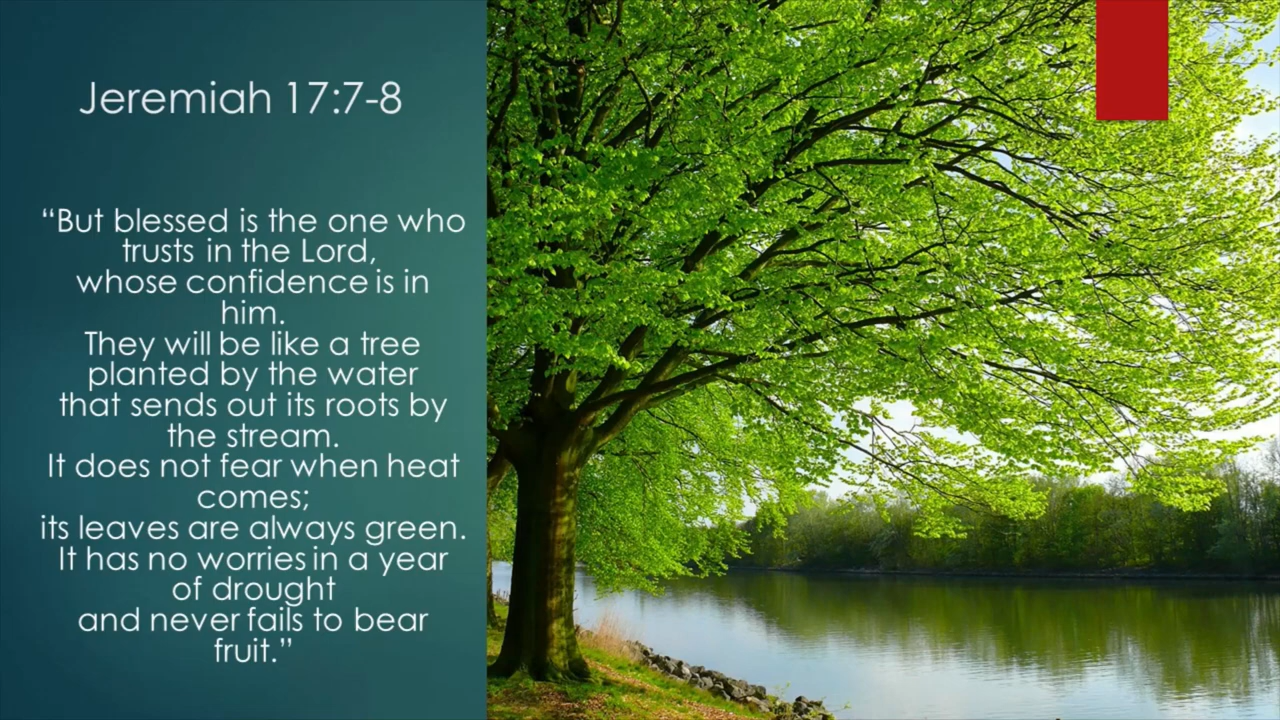 Jeremiah 17:7-8
“But blessed is the one who
trusts in the Lord,
whose confidence is in
him.
They will be like a tree
planted by the water
that sends out its roots by
the stream.
It does not fear when heat
comes;
its leaves are always green.
It has no worries in a year
of drought
and never fails to bear
fruit.”